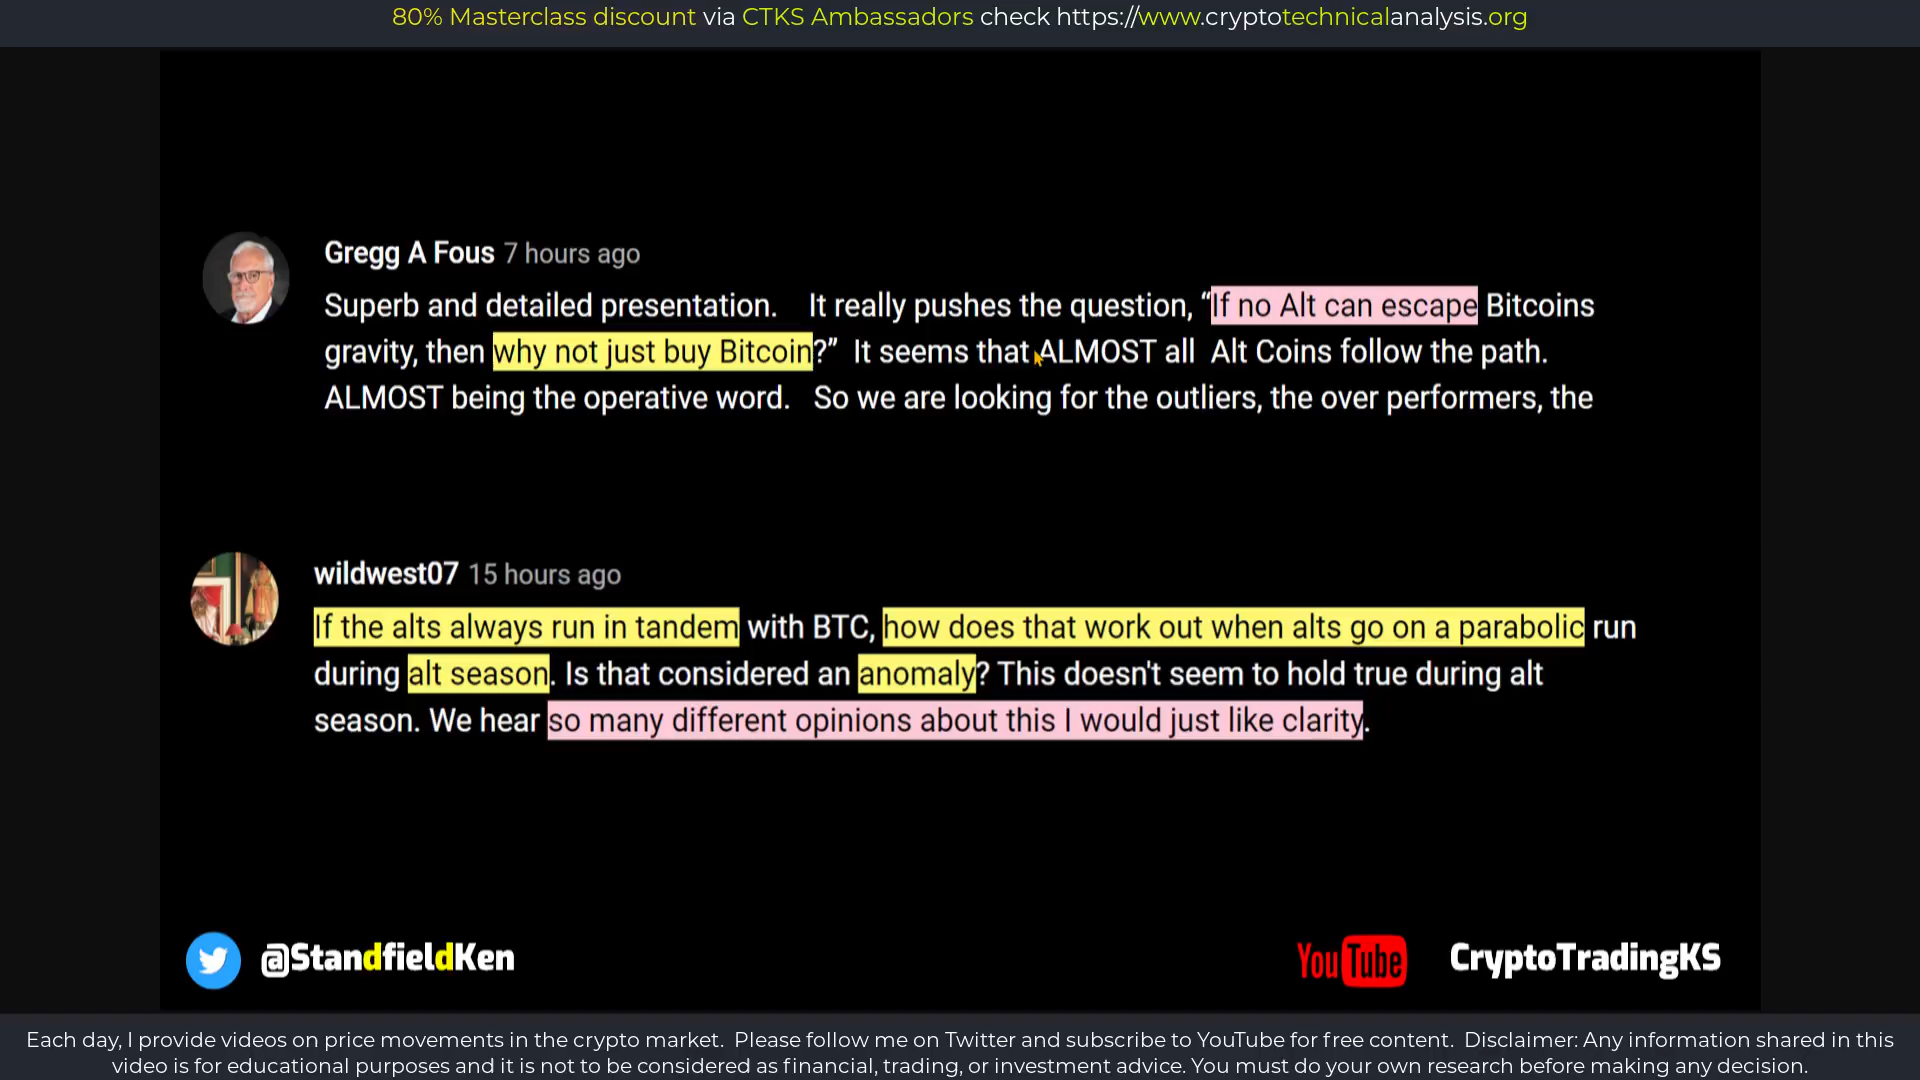 80% Masterclass discount via CTKS Ambassadors check https://www.cryptotechnicalanalysis.org
Gregg A Fous 7 hours ago
Superb and detailed presentation. It really pushes the question, “If no Alt can escape Bitcoins
gravity, then why not just buy Bitcoin?” It seems that ALMOST all Alt Coins follow the path.
ALMOST being the operative word. So we are looking for the outliers, the over performers, the
wildwest07 15 hours ago
If the alts always run in tandem with BTC, how does that work out when alts go on a parabolic run
during alt season. Is that considered an anomaly? This doesn't seem to hold true during alt
season. We hear so many different opinions about this I would just like clarity.
@StandfieldKen
YouTube CryptoTradingKS
Each day, I provide videos on price movements in the crypto market. Please follow me on Twitter and subscribe to YouTube for free content. Disclaimer: Any information shared in this
video is for educational purposes and it is not to be considered as financial, trading, or investment advice. You must do your own research before making any decision.